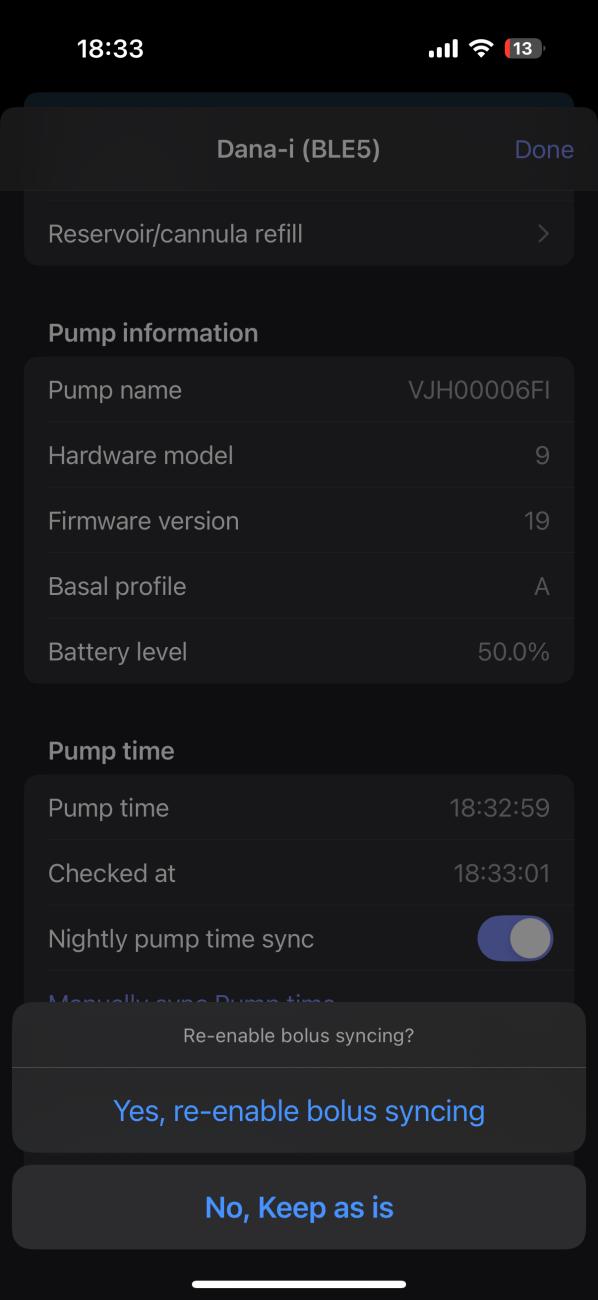 18:33
13
Dana-i (BLE5)
Done
Reservoir/cannula refill
Pump information
Pump name
VJH00006FI
Hardware model
9
Firmware version
19
Basal profile
A
Battery level
50.0%
Pump time
Pump time
18:32:59
Checked at
18:33:01
Nightly pump time sync
Manually sync Pump time
Re-enable bolus syncing?
Yes, re-enable bolus syncing
No, Keep as is